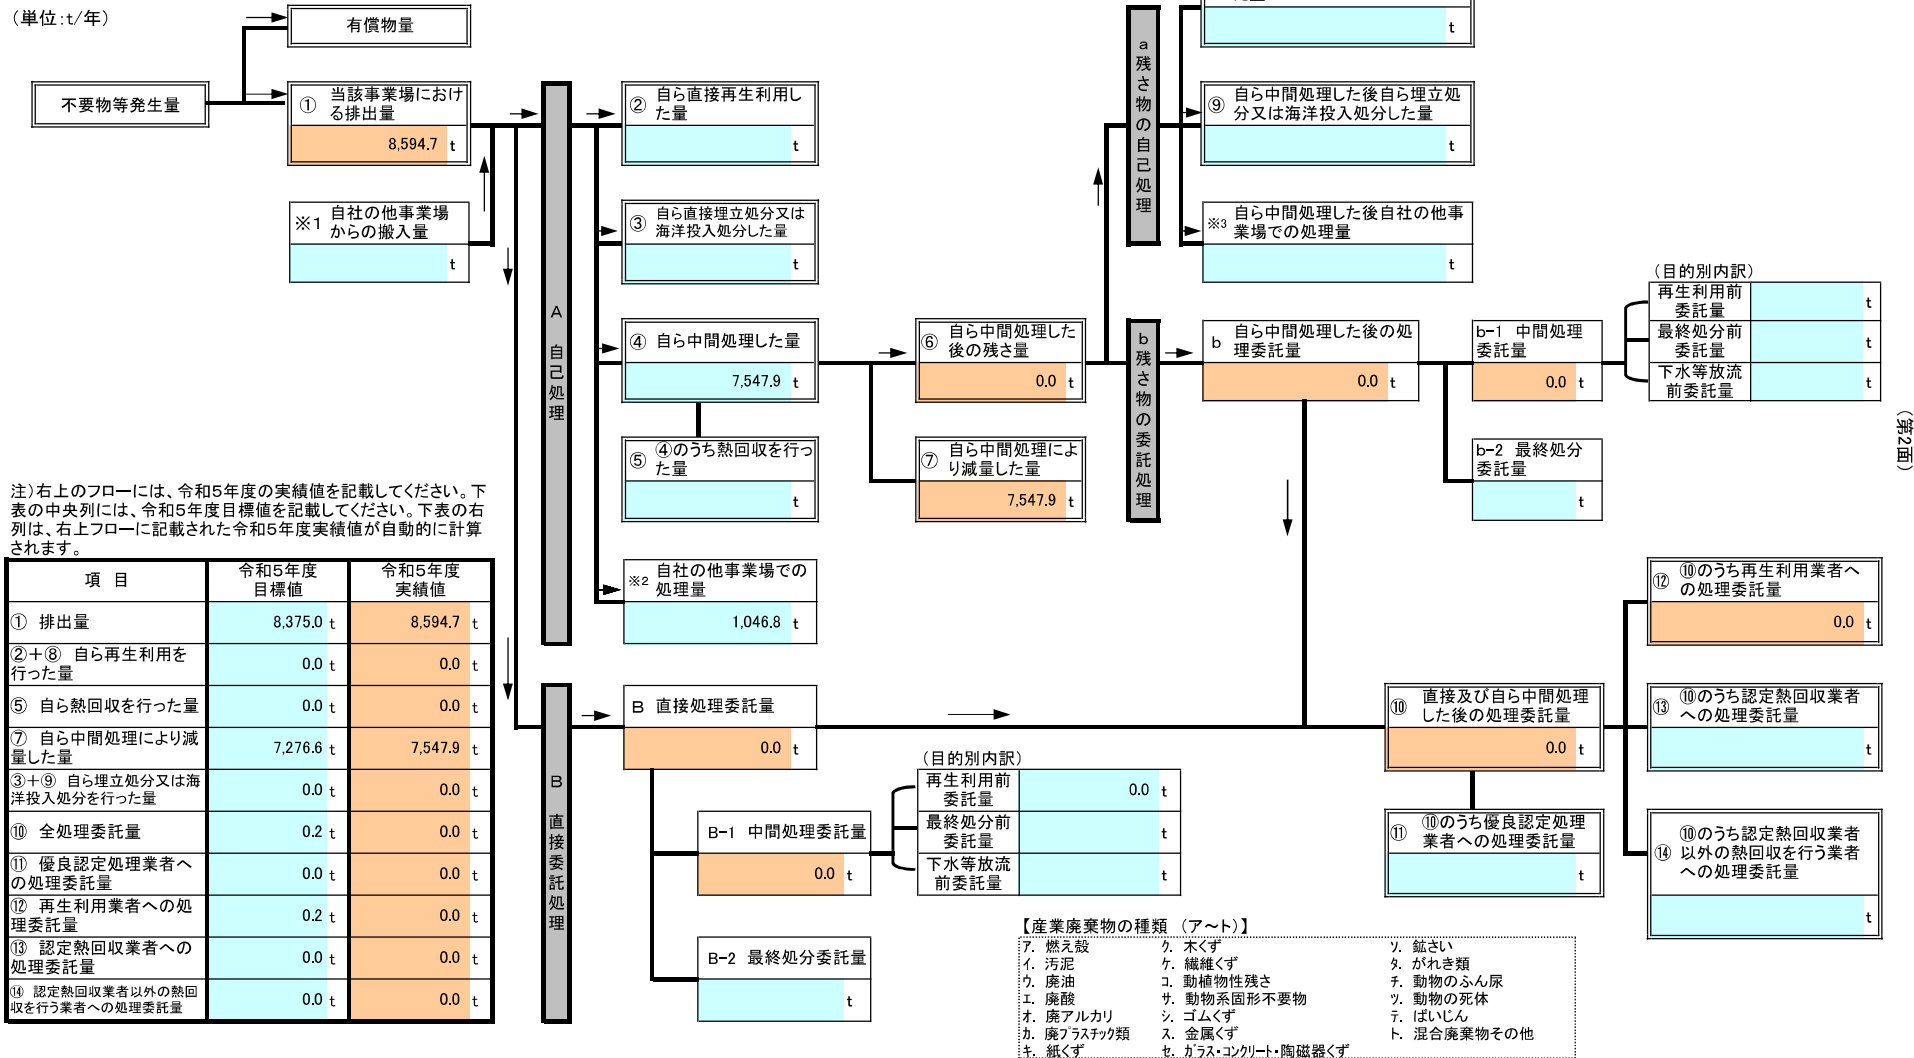 (単位:t/年)
有償物量
t
不要物等発生量
① 当該事業場におけ
る排出量
8,594.7 t
※1 自社の他事業場
からの搬入量
t
A 自己処理
② 自ら直接再生利用し
た量
t
③ 自ら直接埋立処分又は
海洋投入処分した量
t
④ 自ら中間処理した量
7,547.9 t
⑤ ④のうち熱回収を行っ
た量
t
※2 自社の他事業場での
処理量
1,046.8 t
⑥ 自ら中間処理した
後の残さ量
0.0 t
⑦ 自ら中間処理によ
り減量した量
7,547.9 t
a 残さ物の自己処理
⑨ 自ら中間処理した後自ら埋立処
分又は海洋投入処分した量
t
※3 自ら中間処理した後自社の他事
業場での処理量
t
b 残さ物の委託処理
b 自ら中間処理した後の処
理委託量
0.0 t
b-1 中間処理
委託量
0.0 t
(目的別内訳)
再生利用前
委託量 t
最終処分前
委託量 t
下水等放流
前委託量 t
b-2 最終処分
委託量
t
(第2面)
注)右上のフローには、令和5年度の実績値を記載してください。下
表の中央列には、令和5年度目標値を記載してください。下表の右
列は、右上フローに記載された令和5年度実績値が自動的に計算
されます。
項 目 令和5年度
目標値 令和5年度
実績値
① 排出量 8,375.0 t 8,594.7 t
②+⑧ 自ら再生利用を
行った量 0.0 t 0.0 t
⑤ 自ら熱回収を行った量 0.0 t 0.0 t
⑦ 自ら中間処理により減
量した量 7,276.6 t 7,547.9 t
③+⑨ 自ら埋立処分又は海
洋投入処分を行った量 0.0 t 0.0 t
⑩ 全処理委託量 0.2 t 0.0 t
⑪ 優良認定処理業者へ
の処理委託量 0.0 t 0.0 t
⑫ 再生利用業者への処
理委託量 0.2 t 0.0 t
⑬ 認定熱回収業者への
処理委託量 0.0 t 0.0 t
⑭ 認定熱回収業者以外の熱回
収を行う業者への処理委託量 0.0 t 0.0 t
B 直接委託処理
B 直接処理委託量
0.0 t
B-1 中間処理委託量
0.0 t
(目的別内訳)
再生利用前
委託量 0.0 t
最終処分前
委託量 t
下水等放流
前委託量 t
B-2 最終処分委託量
t
⑩ 直接及び自ら中間処理
した後の処理委託量
0.0 t
⑪ ⑩のうち優良認定処理
業者への処理委託量
t
⑫ ⑩のうち再生利用業者へ
の処理委託量
0.0 t
⑬ ⑩のうち認定熱回収業者
への処理委託量
t
⑭ ⑩のうち認定熱回収業者
以外の熱回収を行う業者
への処理委託量
t
【産業廃棄物の種類 (ア~ト)】
ア. 燃え殻 ク. 木くず ソ. 鉱さい
イ. 汚泥 ケ. 繊維くず タ. がれき類
ウ. 廃油 コ. 動植物性残さ チ. 動物のふん尿
エ. 廃酸 サ. 動物系固形不要物 ツ. 動物の死体
オ. 廃アルカリ シ. ゴムくず テ. ばいじん
カ. 廃プラスチック類 ス. 金属くず ト. 混合廃棄物その他
キ. 紙くず セ. ガラス・コンクリート・陶磁器くず